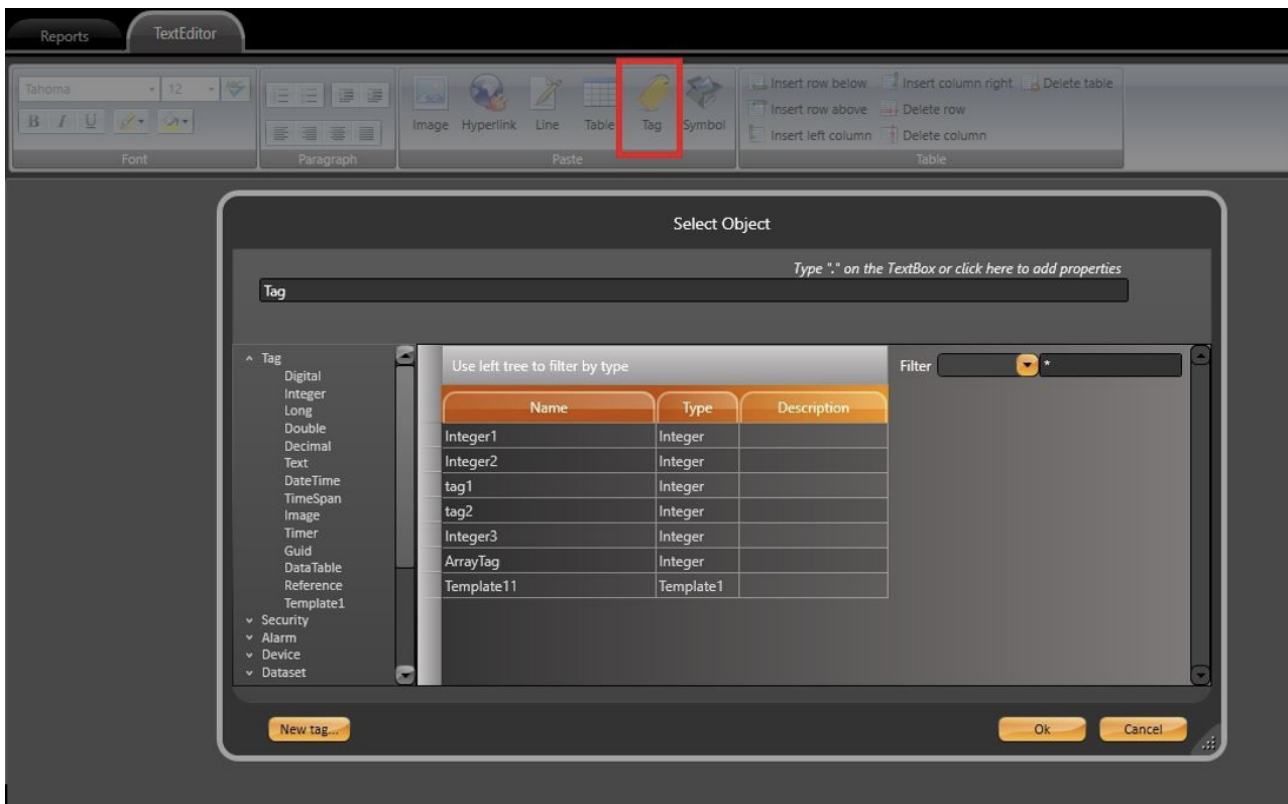 Reports TextEditor
Tahoma 12
B I U
Image Hyperlink Line Table Tag Symbol
Insert row below Insert column right Delete table
Insert row above Delete row
Insert left column Delete column
Font Paragraph Paste Table
Select Object
Type "." on the TextBox or click here to add properties
Tag
Tag
Digital
Integer
Long
Double
Decimal
Text
DateTime
TimeSpan
Image
Timer
Guid
DataTable
Reference
Template1
Security
Alarm
Device
Dataset
Use left tree to filter by type
Filter *
Name Type Description
Integer1 Integer
Integer2 Integer
tag1 Integer
tag2 Integer
Integer3 Integer
ArrayTag Integer
Template11 Template1
New tag... Ok Cancel